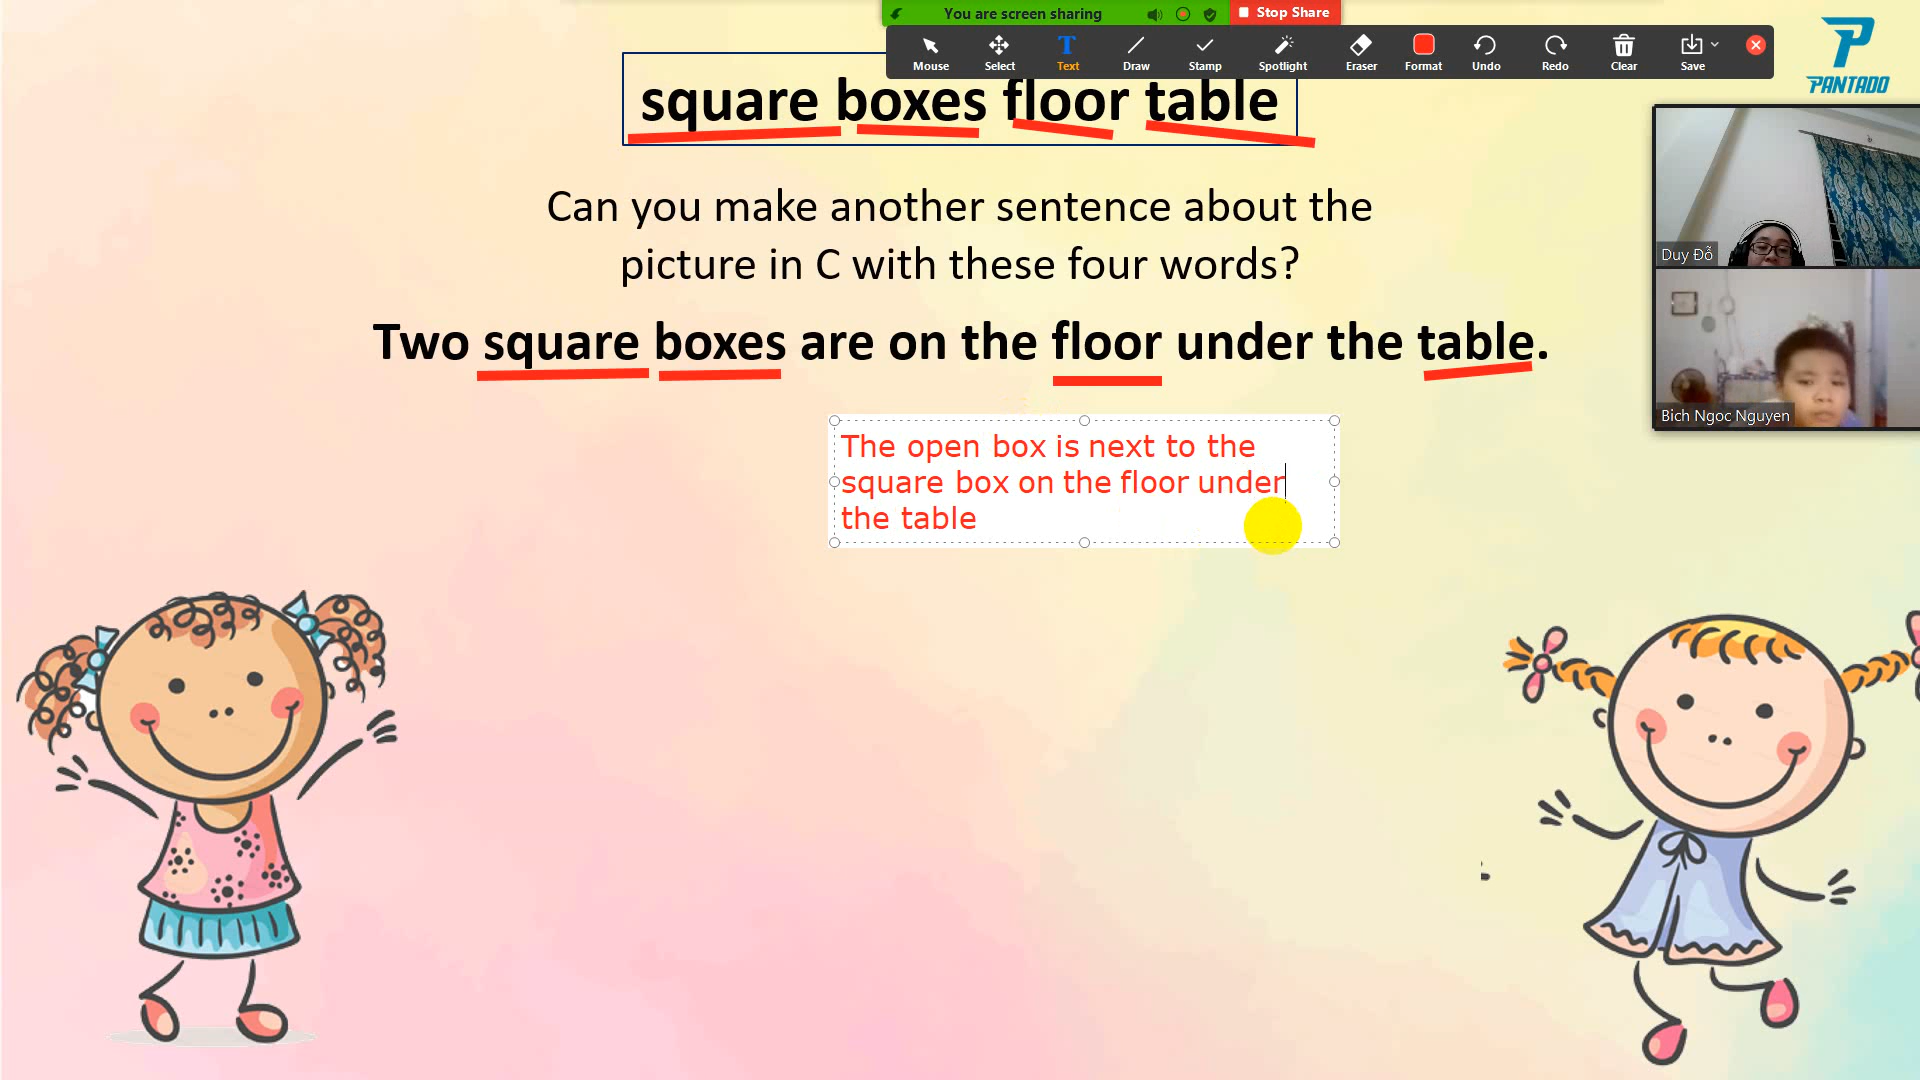 You are screen sharing
Stop Share
Mouse
Select
Text
Draw
Stamp
Spotlight
Eraser
Format
Undo
Redo
Clear
Save
PANTADO
square boxes floor table
Can you make another sentence about the
picture in C with these four words?
Two square boxes are on the floor under the table.
The open box is next to the
square box on the floor under
the table
Duy Đỗ
Bich Ngoc Nguyen